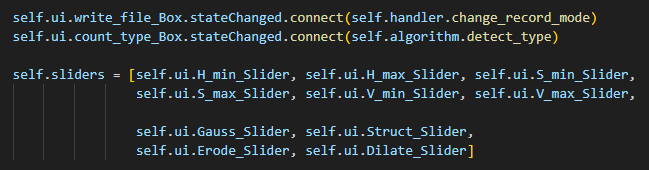 self.ui.write_file_Box.stateChanged.connect(self.handler.change_record_mode)
self.ui.count_type_Box.stateChanged.connect(self.algorithm.detect_type)
self.sliders = [self.ui.H_min_Slider, self.ui.H_max_Slider, self.ui.S_min_Slider,
self.ui.S_max_Slider, self.ui.V_min_Slider, self.ui.V_max_Slider,
self.ui.Gauss_Slider, self.ui.Struct_Slider,
self.ui.Erode_Slider, self.ui.Dilate_Slider]